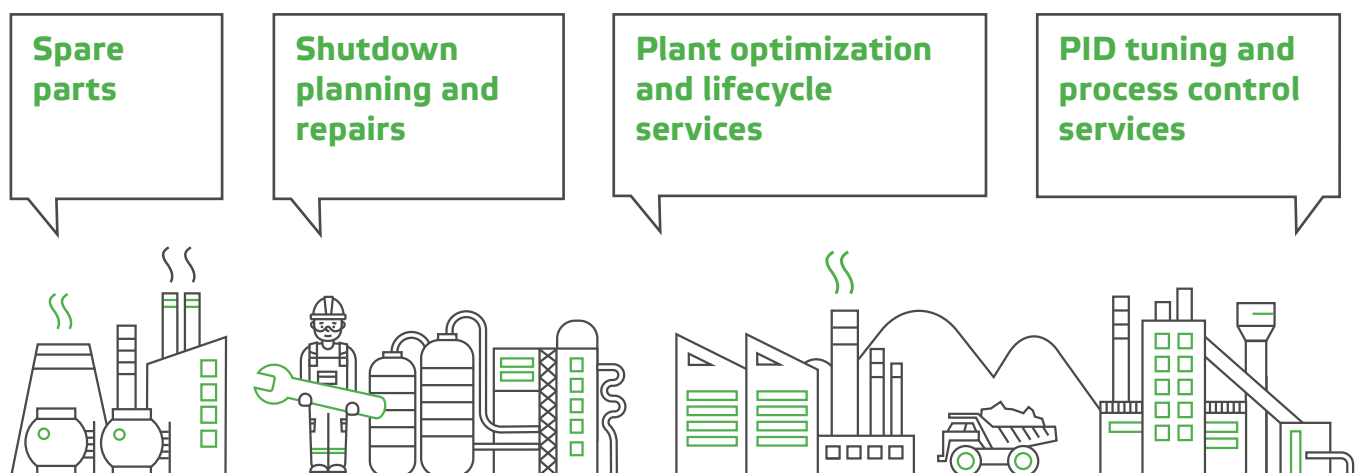 Spare
parts
Shutdown
planning and
repairs
Plant optimization
and lifecycle
services
PID tuning and
process control
services